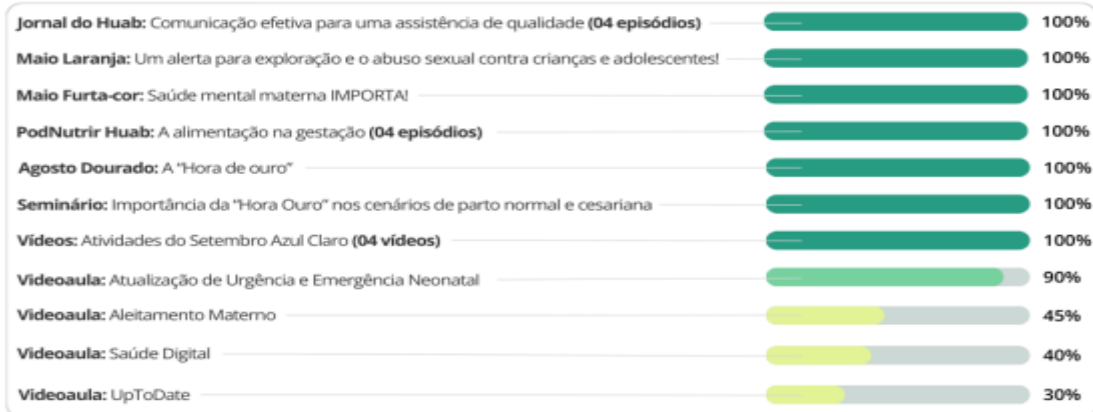 Jornal do Huab: Comunicação efetiva para uma assistência de qualidade (04 episódios) 100%
Maio Laranja: Um alerta para exploração e o abuso sexual contra crianças e adolescentes! 100%
Maio Furta-cor: Saúde mental materna IMPORTA! 100%
PodNutrir Huab: A alimentação na gestação (04 episódios) 100%
Agosto Dourado: A "Hora de ouro" 100%
Seminário: Importância da "Hora Ouro" nos cenários de parto normal e cesariana 100%
Vídeos: Atividades do Setembro Azul Claro (04 vídeos) 100%
Videoaula: Atualização de Urgência e Emergência Neonatal 90%
Videoaula: Aleitamento Materno 45%
Videoaula: Saúde Digital 40%
Videoaula: UpToDate 30%